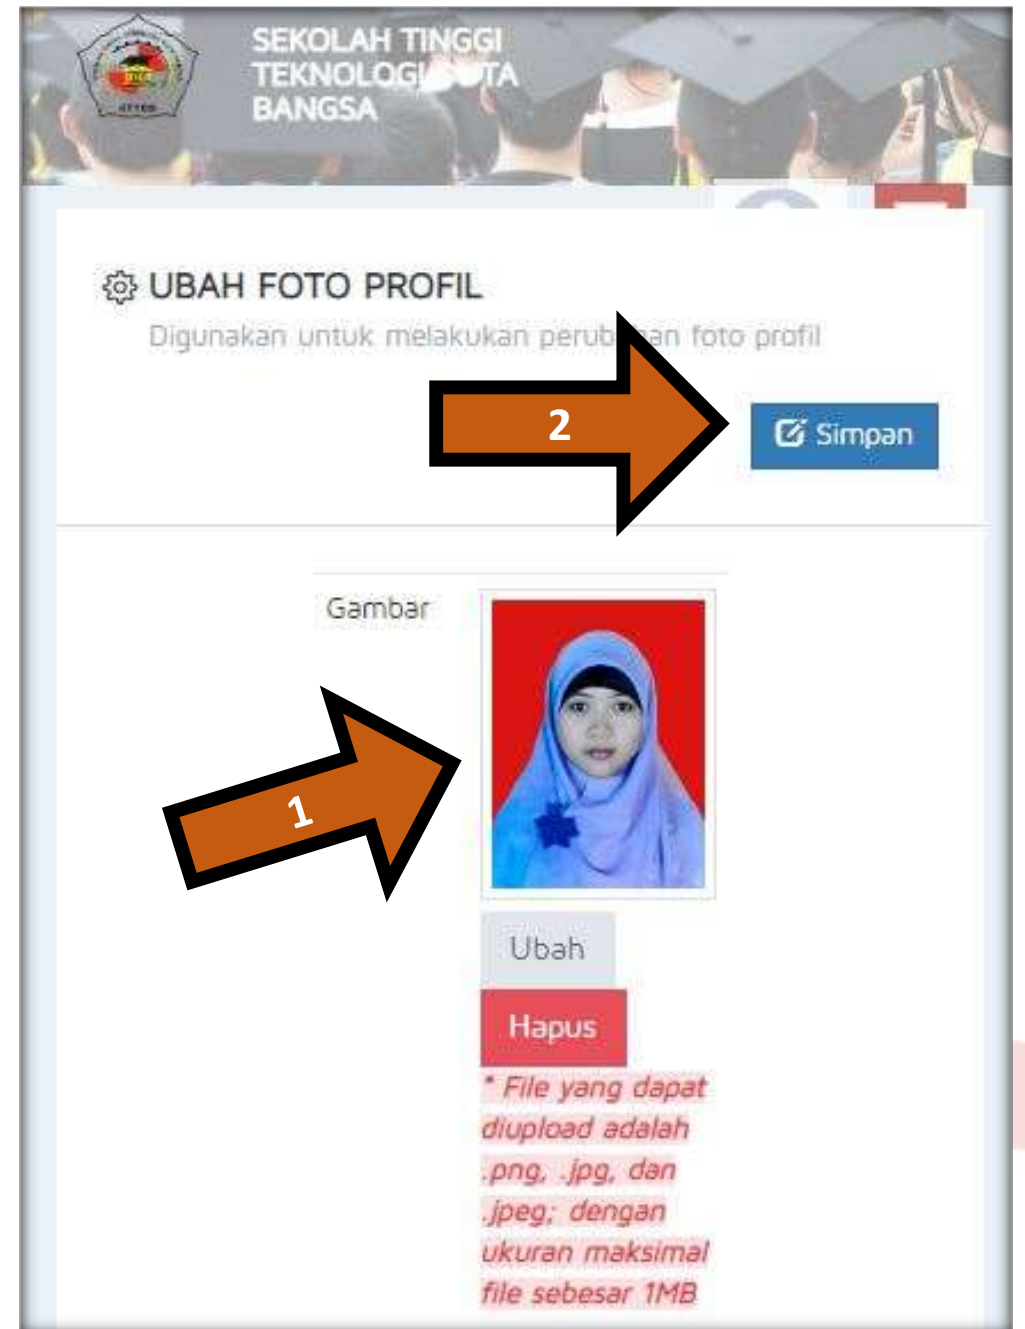 SEKOLAH TINGGI
TEKNOLOGI
BANGSA
UBAH FOTO PROFIL
Digunakan untuk melakukan foto profil
2
Simpan
Gambar
1
Ubah
Hapus
* File yang dapat
diupload adalah
.png, .jpg, dan
.jpeg; dengan
ukuran maksimal
file sebesar 1MB